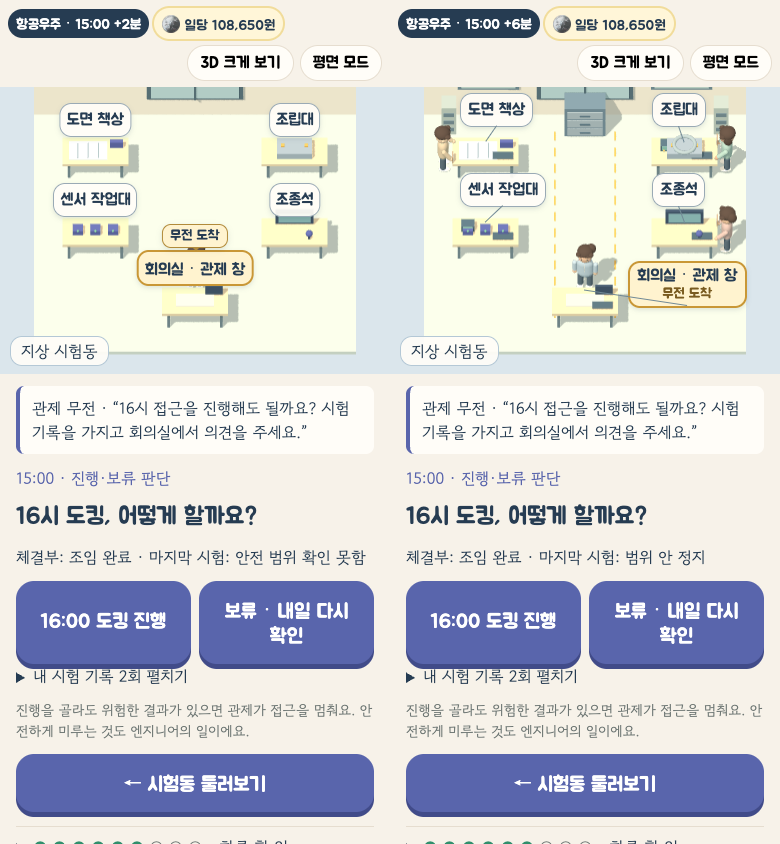 항공우주 · 15:00 +2분
일당 108,650원
3D 크게 보기
평면 모드
도면 책상
조립대
센서 작업대
조종석
무전 도착
회의실 · 관제 창
지상 시험동
관제 무전 · “16시 접근을 진행해도 될까요? 시험
기록을 가지고 회의실에서 의견을 주세요.”
15:00 · 진행·보류 판단
16시 도킹, 어떻게 할까요?
체결부: 조임 완료 · 마지막 시험: 안전 범위 확인 못함
16:00 도킹 진행
보류 · 내일 다시
확인
▶ 내 시험 기록 2회 펼치기
진행을 골라도 위험한 결과가 있으면 관제가 접근을 멈춰요. 안
전하게 미루는 것도 엔지니어의 일이에요.
← 시험동 둘러보기
항공우주 · 15:00 +6분
일당 108,650원
3D 크게 보기
평면 모드
도면 책상
조립대
센서 작업대
조종석
회의실 · 관제 창
무전 도착
지상 시험동
관제 무전 · “16시 접근을 진행해도 될까요? 시험
기록을 가지고 회의실에서 의견을 주세요.”
15:00 · 진행·보류 판단
16시 도킹, 어떻게 할까요?
체결부: 조임 완료 · 마지막 시험: 범위 안 정지
16:00 도킹 진행
보류 · 내일 다시
확인
▶ 내 시험 기록 2회 펼치기
진행을 골라도 위험한 결과가 있으면 관제가 접근을 멈춰요. 안
전하게 미루는 것도 엔지니어의 일이에요.
← 시험동 둘러보기